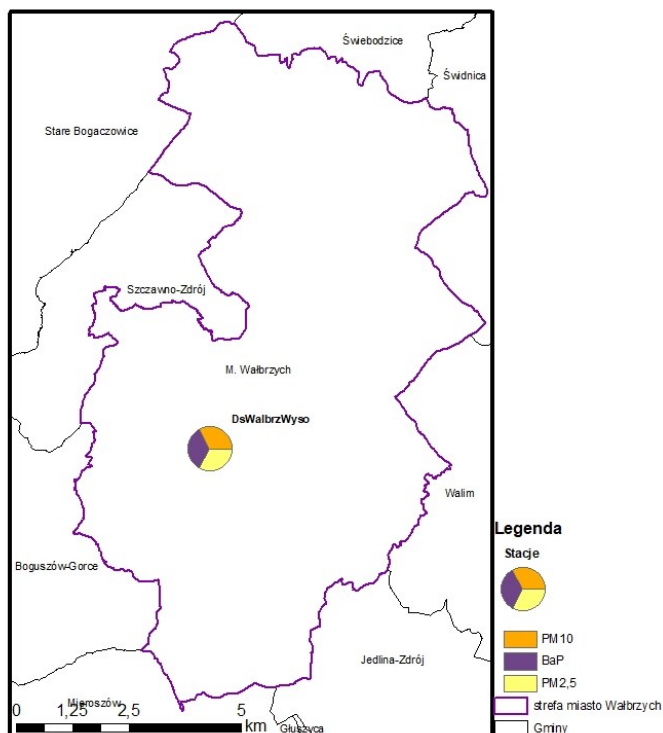 Świebodzice
Świdnica
Stare Bogaczowice
Szczawno-Zdrój
M. Wałbrzych
DsWalbrzWyso
Walim
Legenda
Stacje
Boguszów-Gorce
PM10
BaP
Jedlina-Zdrój
PM2,5
Mieroszów
strefa miasto Wałbrzych
0 1,25 2,5 5
km
Głuszyca
Gminy